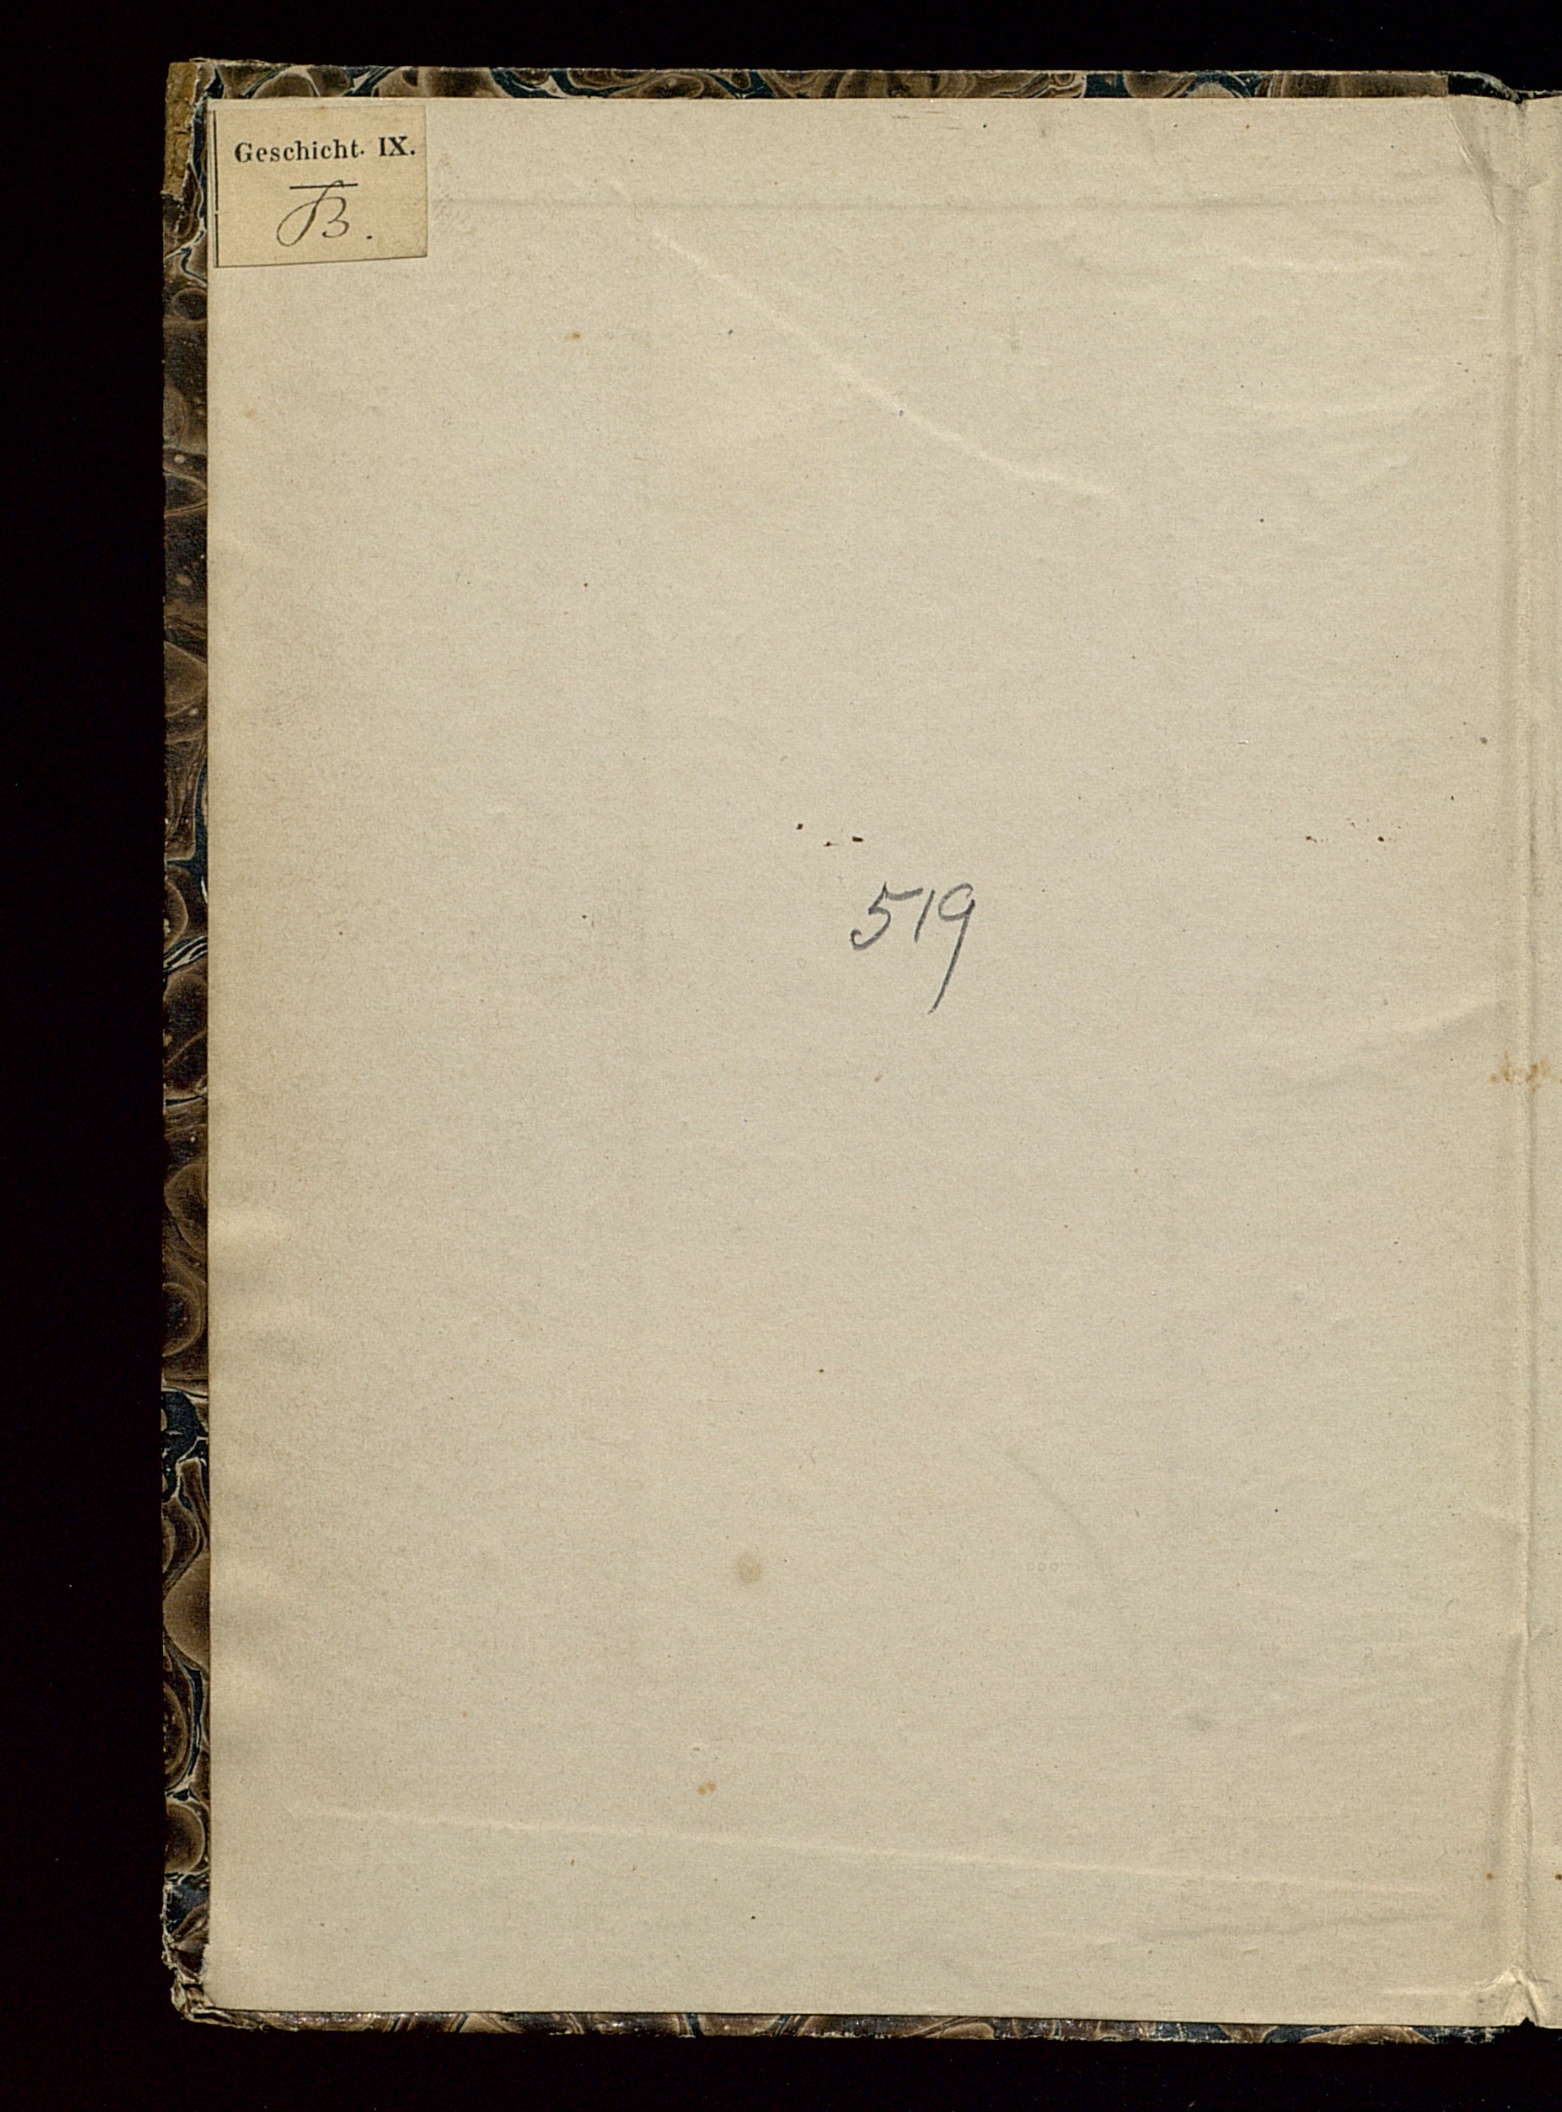 Geschicht. IX.
B.
519